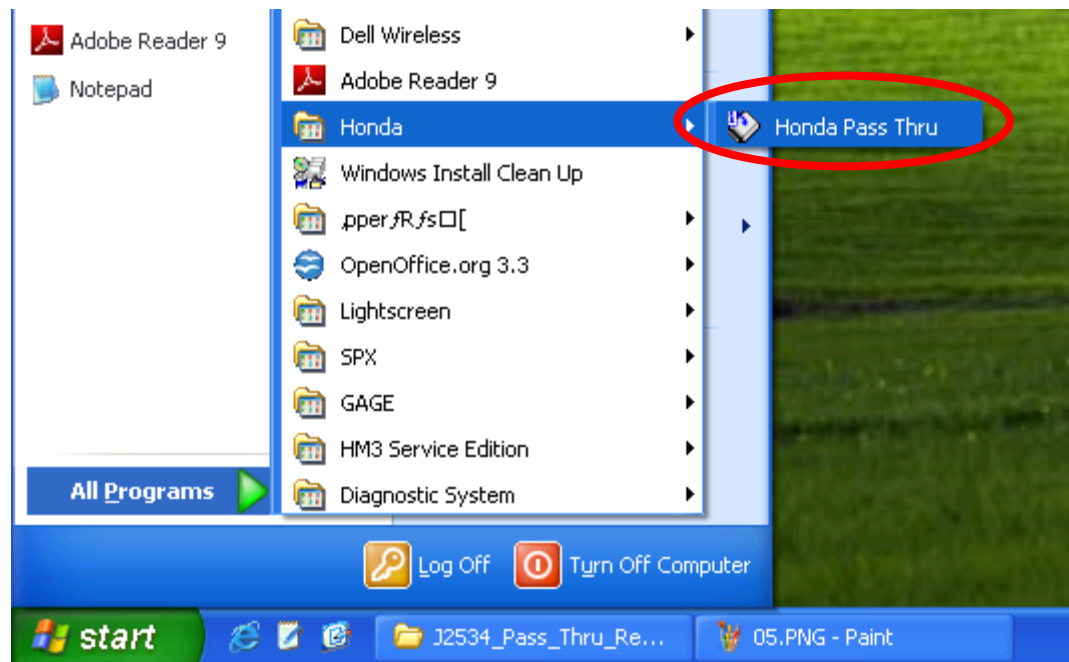 Adobe Reader 9
Notepad
All Programs
Dell Wireless
Adobe Reader 9
Honda
Windows Install Clean Up
‚pper ƒRƒs□[
OpenOffice.org 3.3
Lightscreen
SPX
GAGE
HM3 Service Edition
Diagnostic System
Honda Pass Thru
Log Off
Turn Off Computer
start
J2534_Pass_Thru_Re...
05.PNG - Paint